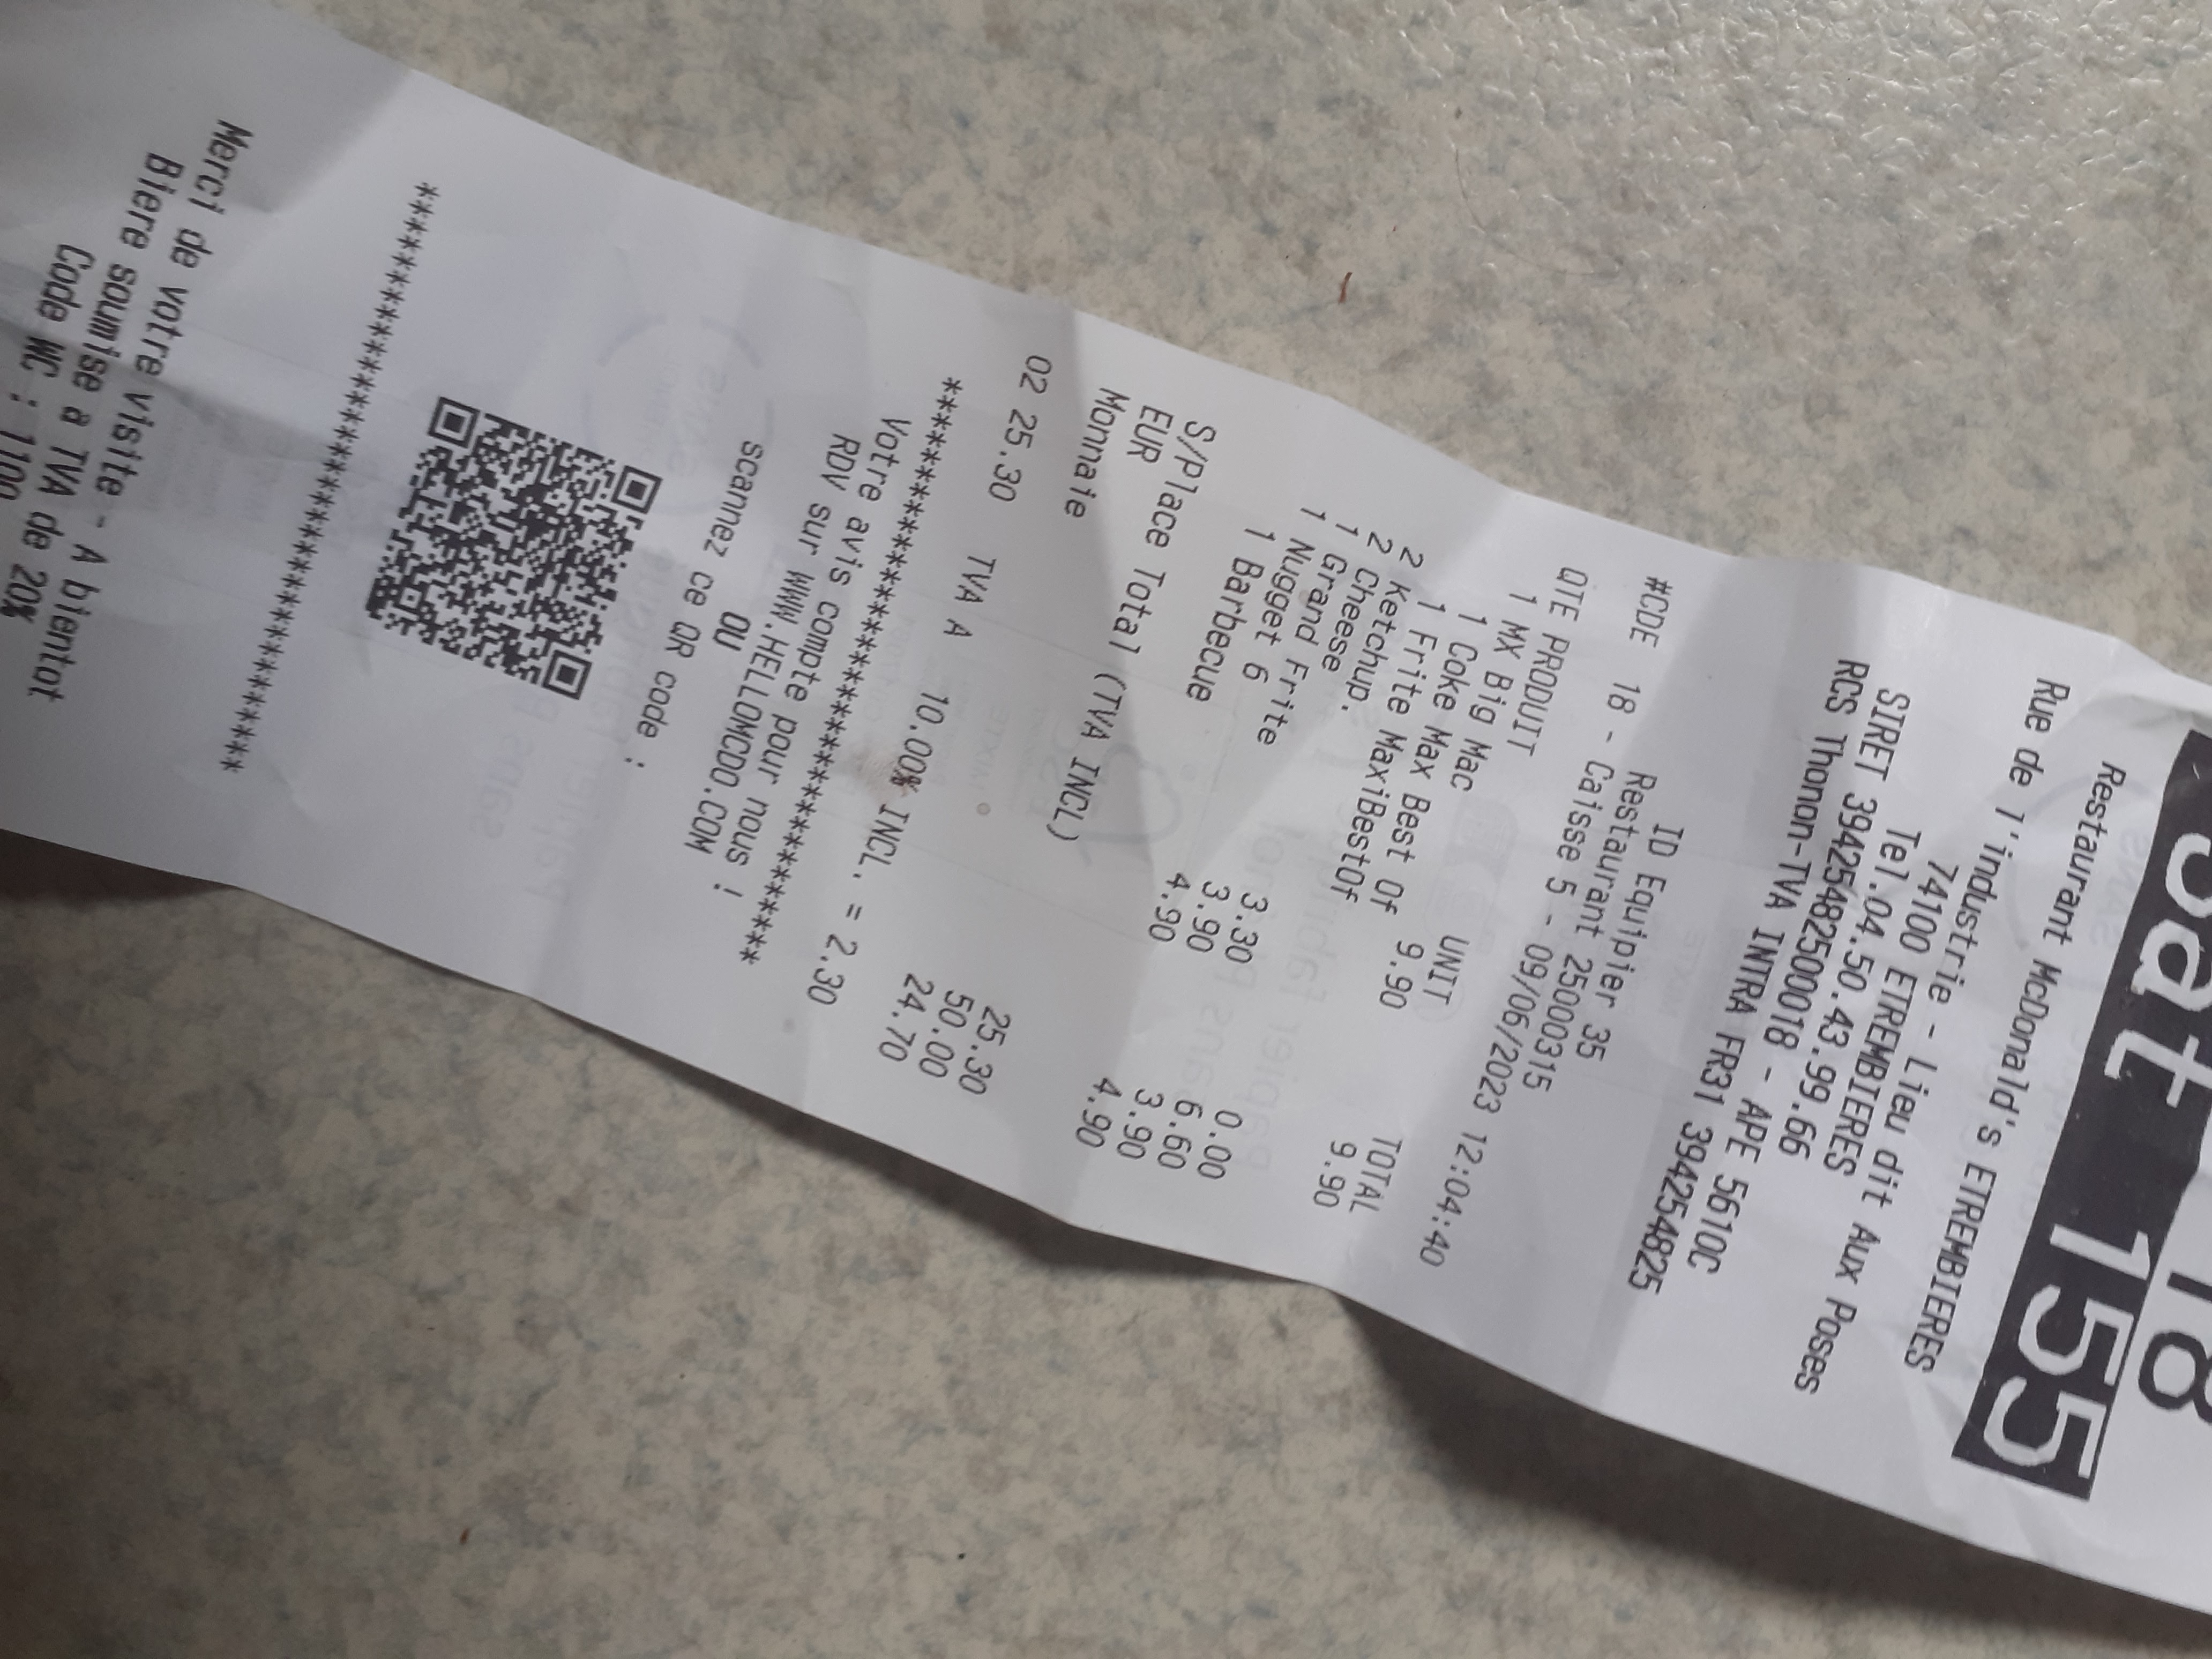 18
bat 155
Restaurant McDonald's ETREMBIERES
Rue de l'industrie - Lieu dit Aux Poses
74100 ETREMBIERES
Tel.04.50.43.99.66
SIRET 39425482500018 - APE 5610C
RCS Thonon-TVA INTRA FR31 394254825
ID Equipier 35
Restaurant 25000315
#CDE 18 - Caisse 5 - 09/06/2023 12:04:40
QTE PRODUIT UNIT TOTAL
1 MX Big Mac 9.90 9.90
1 Coke Max Best Of
1 Frite MaxiBestOf
2 Ketchup. 0.00
2 Cheese 3.30 6.60
1 Grand Frite 3.90 3.90
1 Nugget 6 4.90 4.90
1 Barbecue
S/place Total (TVA INCL) 25.30
EUR 50.00
Monnaie 24.70
02 25.30 TVA A 10.00% INCL. = 2.30
****************************************
Votre avis compte pour nous !
RDV sur WWW.HELLOMCDO.COM
OU
scannez ce QR code :
****************************************
Merci de votre visite - A bientot
Biere soumise a TVA de 20%
Code WC :